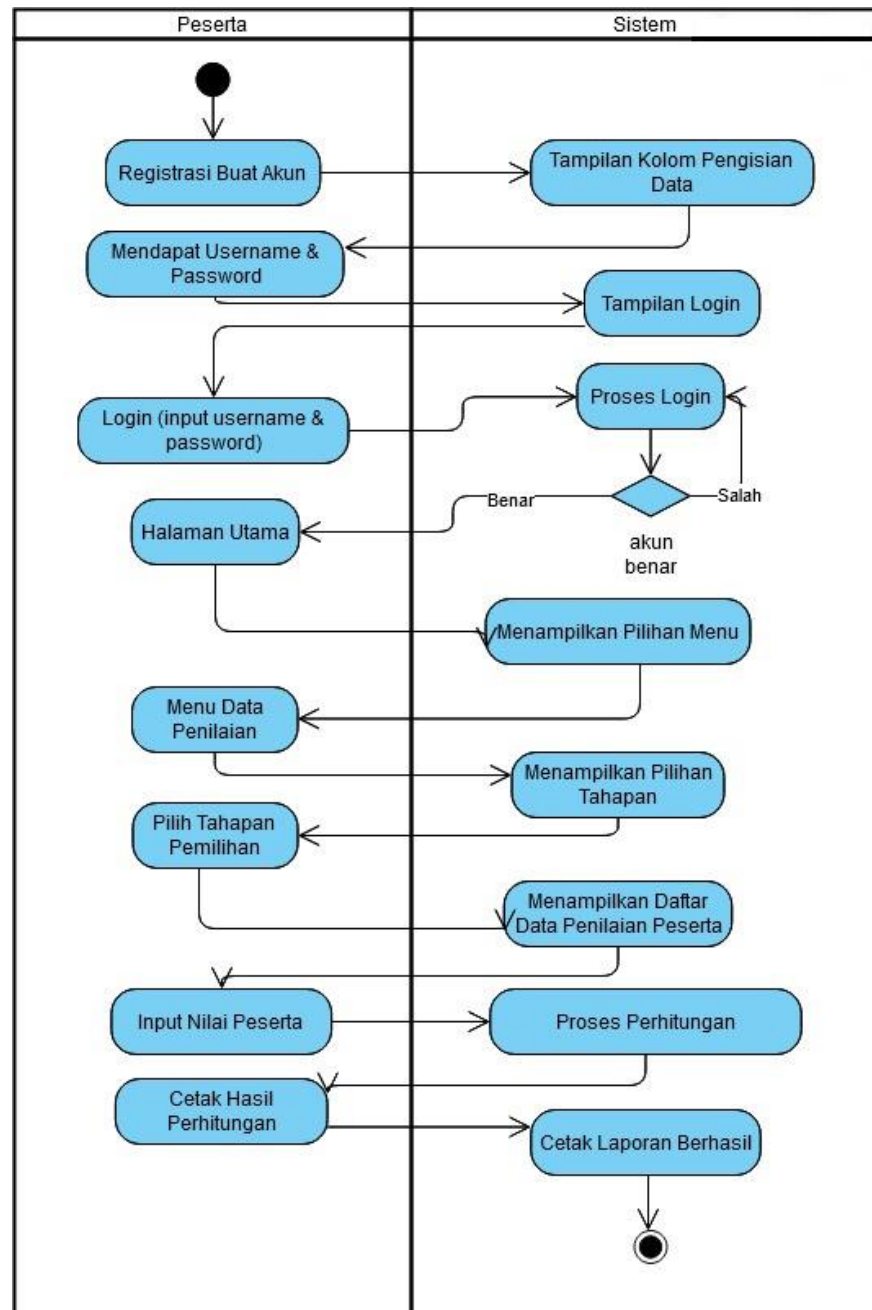 Peserta
Sistem
Registrasi Buat Akun
Tampilan Kolom Pengisian
Data
Mendapat Username &
Password
Tampilan Login
Login (input username &
password)
Proses Login
Benar
Salah
akun
benar
Halaman Utama
Menampilkan Pilihan Menu
Menu Data
Penilaian
Menampilkan Pilihan
Tahapan
Pilih Tahapan
Pemilihan
Menampilkan Daftar
Data Penilaian Peserta
Input Nilai Peserta
Proses Perhitungan
Cetak Hasil
Perhitungan
Cetak Laporan Berhasil